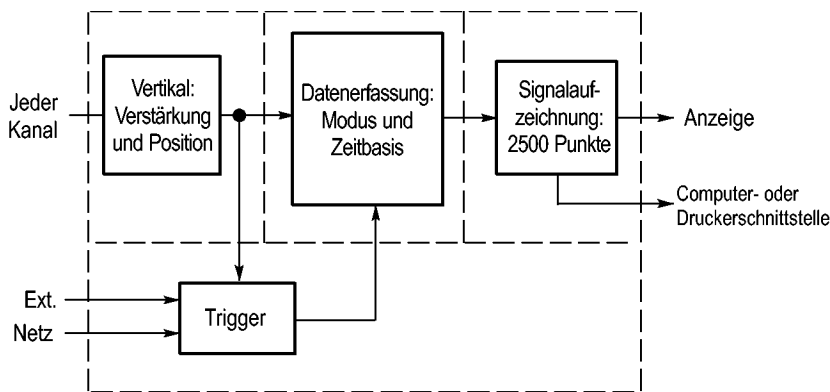 Jeder
Kanal
Vertikal:
Verstärkung
und Position
Datenerfassung:
Modus und
Zeitbasis
Signalauf-
zeichnung:
2500 Punkte
Anzeige
Computer- oder
Druckerschnittstelle
Ext.
Netz
Trigger